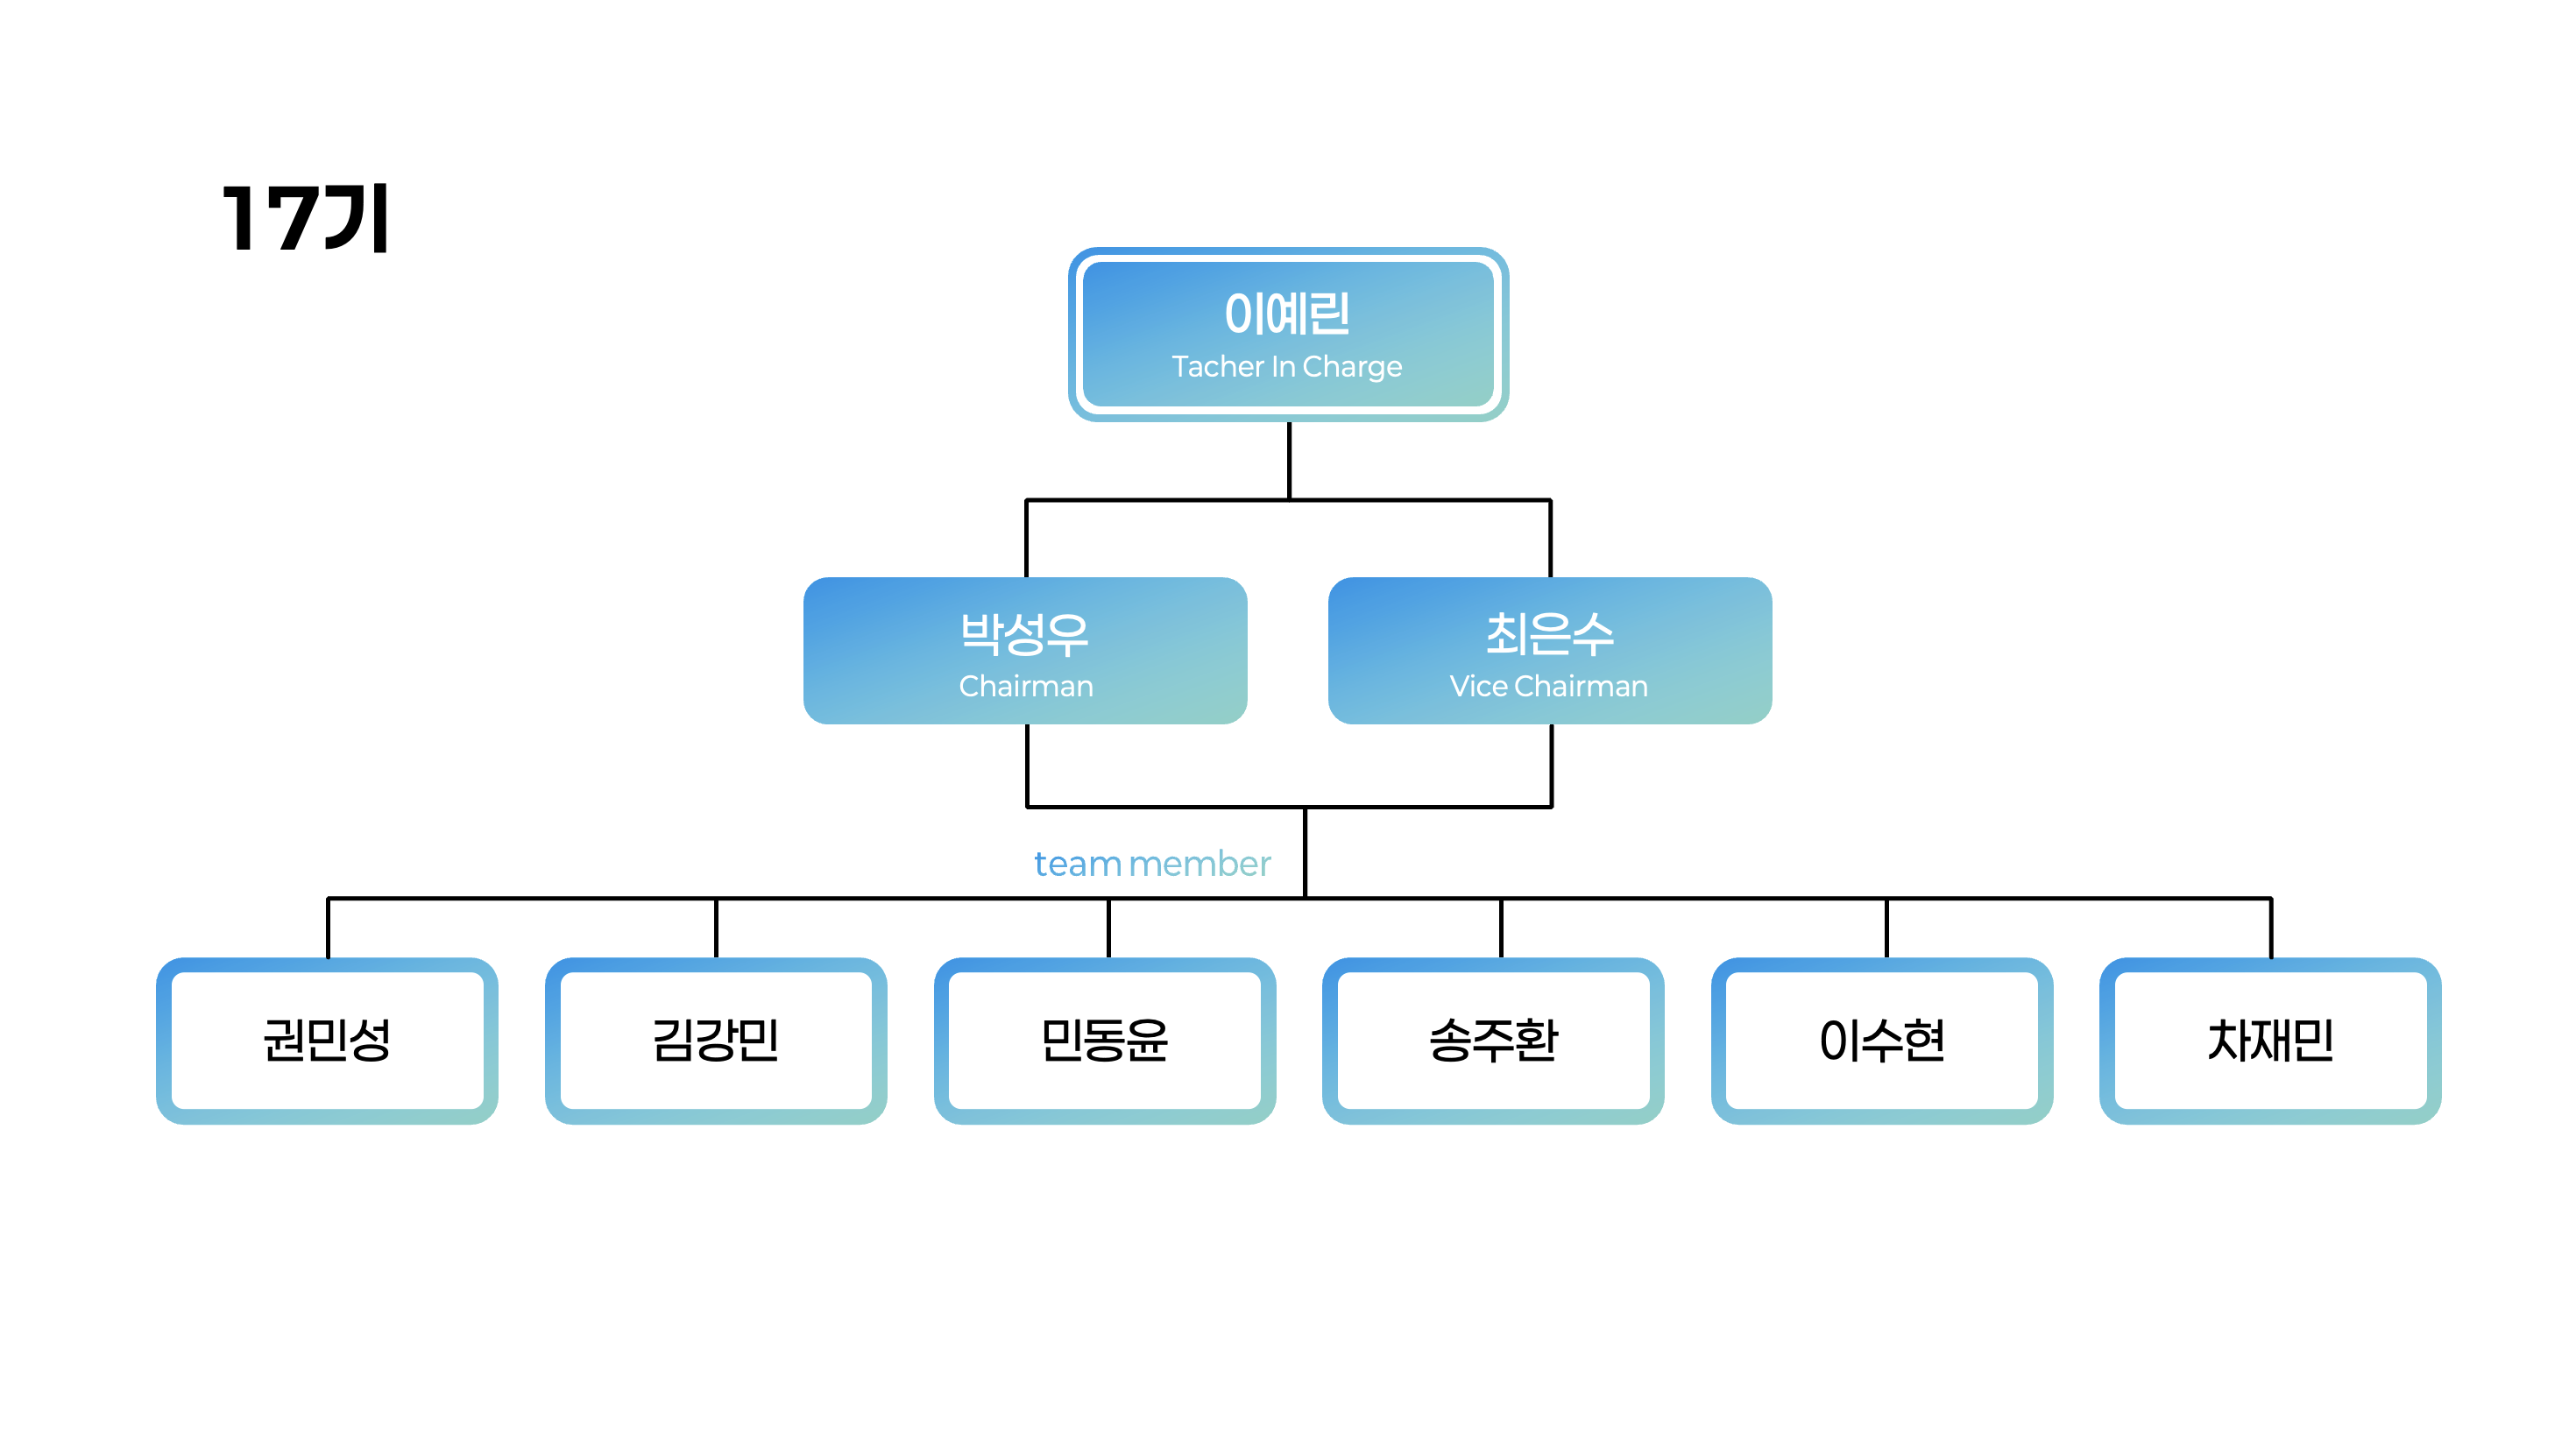 17기
이예린
Tacher In Charge
박성우
Chairman
최은수
Vice Chairman
team member
권민성
김강민
민동윤
송주환
이수현
차재민